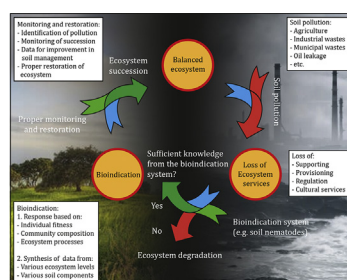 Monitoring and restoration:
- Identification of pollution
- Monitoring of succession
- Data for improvement in
soil management
- Proper restoration of
ecosystem
Ecosystem
succession
Balanced
ecosystem
Soil pollution:
- Agriculture
- Industrial wastes
- Municipal wastes
- Oil leakage
- etc.
Soil pollution
Proper monitoring
and restoration
Bioindication
Sufficient knowledge
from the bioindication
system?
Yes
No
Loss of
Ecosystem
services
Loss of:
- Supporting
- Provisioning
- Regulation
- Cultural services
Bioindication system
(e.g. soil nematodes)
Ecosystem degradation
Bioindication:
1. Response based on:
- Individual fitness
- Community composition
- Ecosystem processes
2. Synthesis of data from:
- Various ecosystem levels
- Various soil components